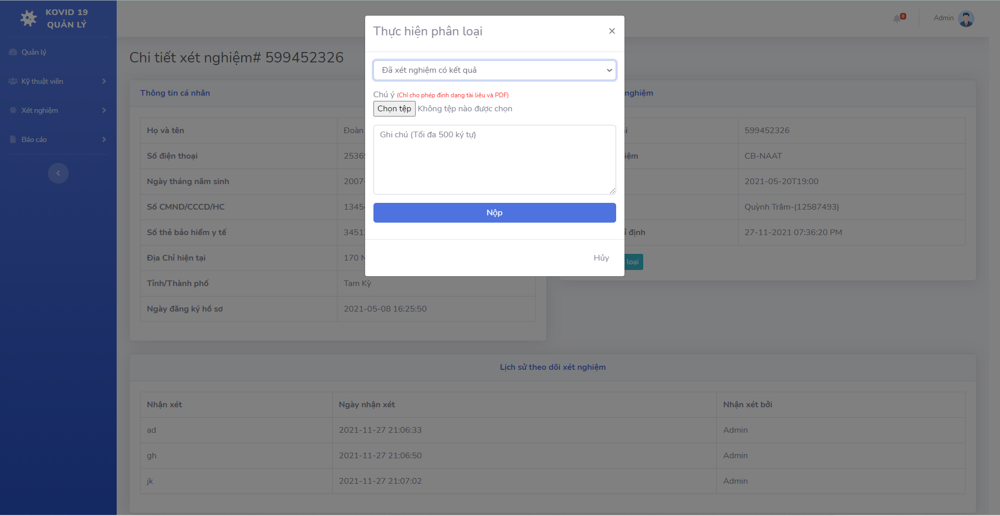 KOVID 19
QUẢN LÝ
Quản lý
Kỹ thuật viên
Xét nghiệm
Báo cáo
0
Admin
Chi tiết xét nghiệm# 599452326
Thực hiện phân loại
×
Đã xét nghiệm có kết quả
Chú ý (Chỉ cho phép định dạng tài liệu và PDF)
Chọn tệp Không tệp nào được chọn
Ghi chú (Tối đa 500 ký tự)
Nộp
Hủy
Thông tin cá nhân
Họ và tên Đoàn
Số điện thoại 2536
Ngày tháng năm sinh 2007-
Số CMND/CCCD/HC 1345
Số thẻ bảo hiểm y tế 3451
Địa Chỉ hiện tại 170
Tỉnh/Thành phố Tam Kỳ
Ngày đăng ký hồ sơ 2021-05-08 16:25:50
nghiệm
599452326
CB-NAAT
2021-05-20T19:00
Quỳnh Trâm-(12587493)
định 27-11-2021 07:36:20 PM
loại
Lịch sử theo dõi xét nghiệm
Nhận xét Ngày nhận xét Nhận xét bởi
ad 2021-11-27 21:06:33 Admin
gh 2021-11-27 21:06:50 Admin
jk 2021-11-27 21:07:02 Admin